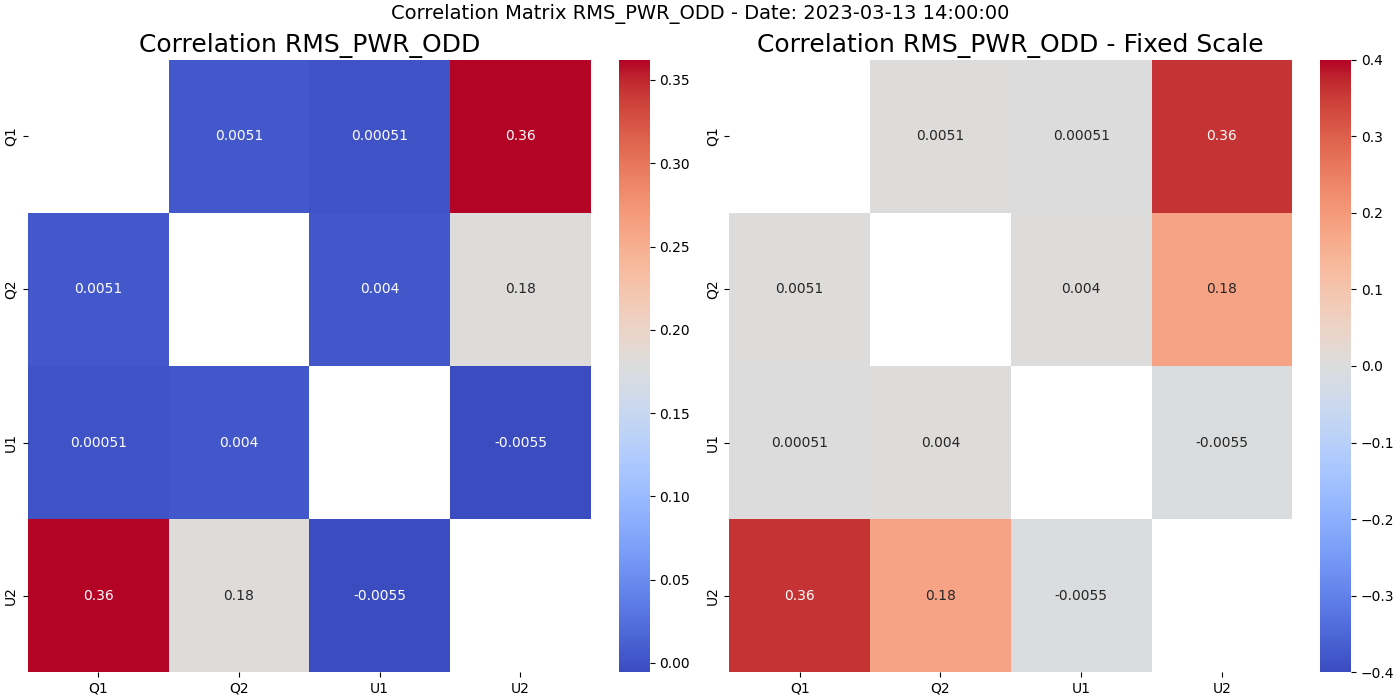 Correlation Matrix RMS_PWR_ODD - Date: 2023-03-13 14:00:00
Correlation RMS_PWR_ODD
Q1
0.0051
0.00051
0.36
Q2
0.0051
0.004
0.18
U1
0.00051
0.004
-0.0055
U2
0.36
0.18
-0.0055
Q1
Q2
U1
U2
0.35
0.30
0.25
0.20
0.15
0.10
0.05
0.00
Correlation RMS_PWR_ODD - Fixed Scale
Q1
0.0051
0.00051
0.36
Q2
0.0051
0.004
0.18
U1
0.00051
0.004
-0.0055
U2
0.36
0.18
-0.0055
Q1
Q2
U1
U2
0.4
0.3
0.2
0.1
0.0
−0.1
−0.2
−0.3
−0.4